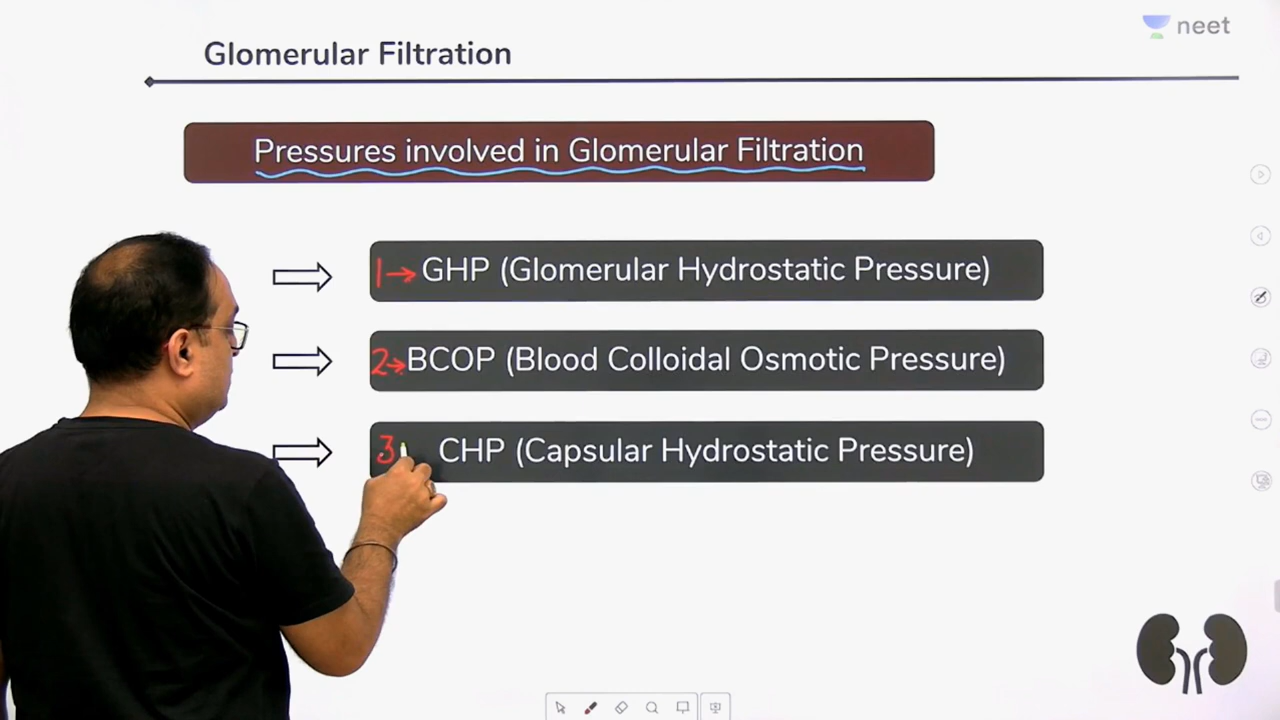 neet
Glomerular Filtration
Pressures involved in Glomerular Filtration
1→ GHP (Glomerular Hydrostatic Pressure)
2→ BCOP (Blood Colloidal Osmotic Pressure)
3 CHP (Capsular Hydrostatic Pressure)